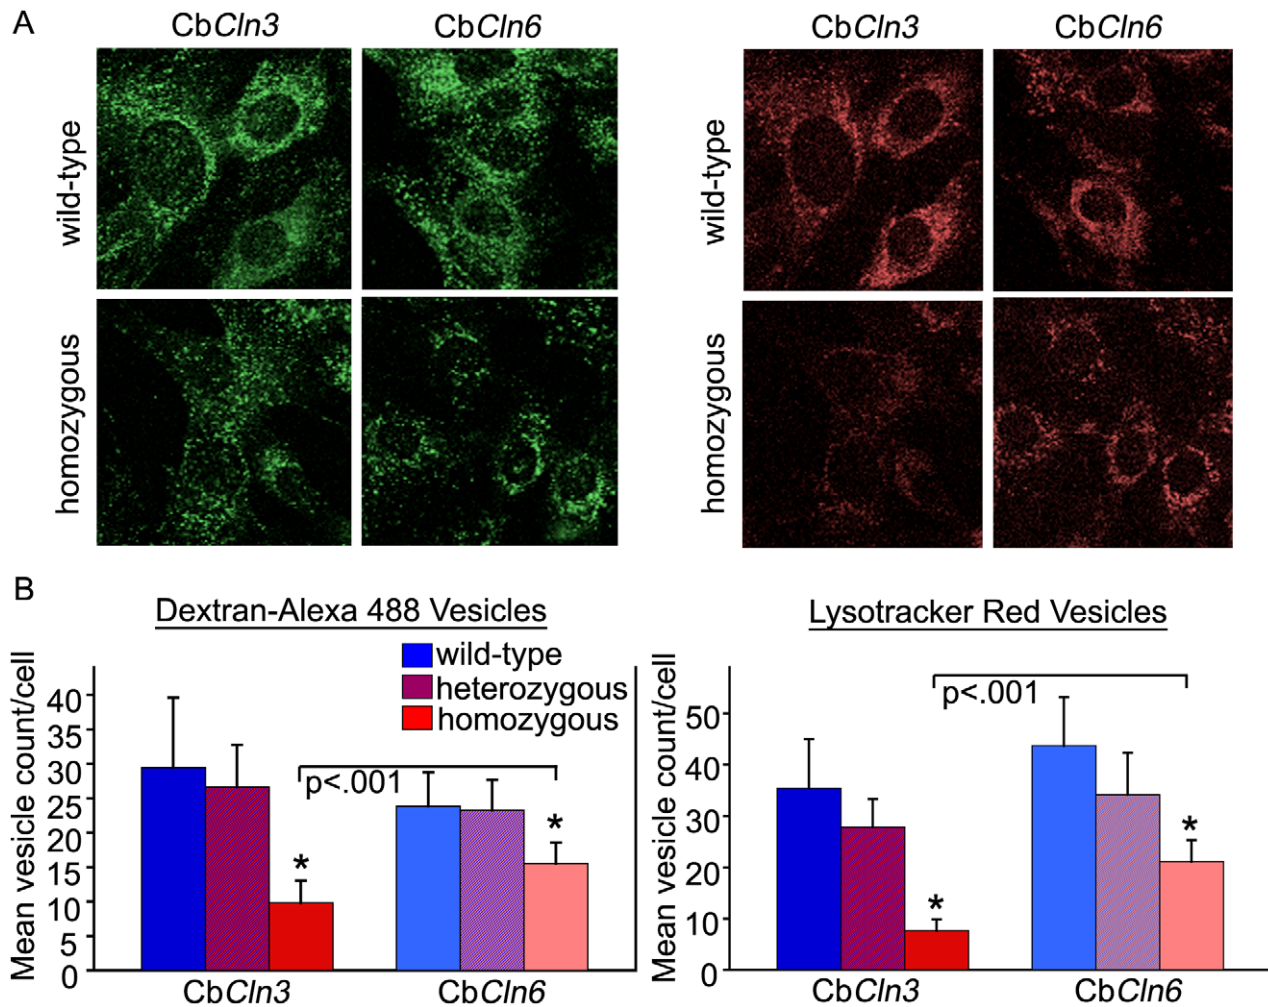 A
CbCln3 CbCln6 CbCln3 CbCln6
wild-type
homozygous
wild-type
homozygous
B
Dextran-Alexa 488 Vesicles
wild-type
heterozygous
homozygous
Mean vesicle count/cell
40
35
30
25
20
15
10
5
0
p<.001
*
*
CbCln3 CbCln6
Lysotracker Red Vesicles
Mean vesicle count/cell
50
40
30
20
10
0
p<.001
*
*
CbCln3 CbCln6